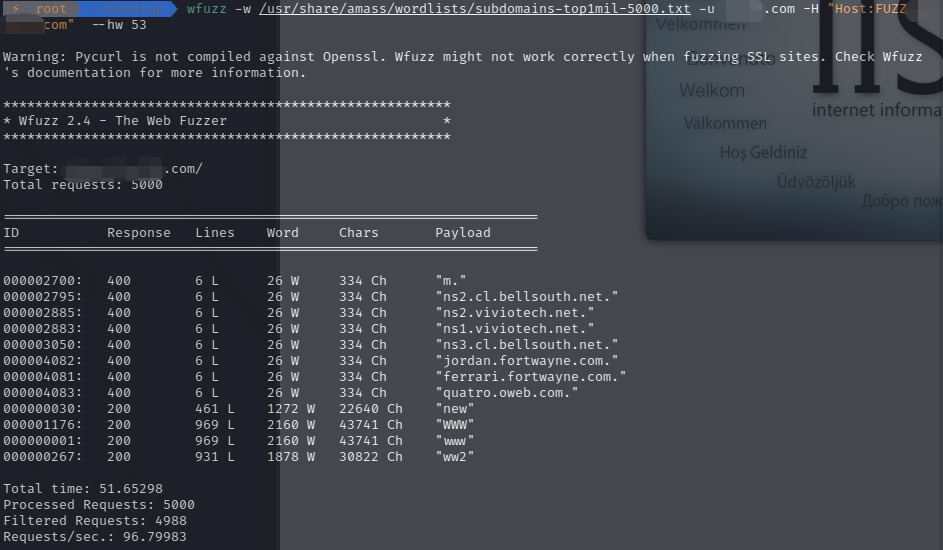 ⚡ root ~/Desktop wfuzz -w /usr/share/amass/wordlists/subdomains-top1mil-5000.txt -u .com -H "Host:FUZZ
com" --hw 53
Warning: Pycurl is not compiled against Openssl. Wfuzz might not work correctly when fuzzing SSL sites. Check Wfuzz
's documentation for more information.
********************************************************
* Wfuzz 2.4 - The Web Fuzzer *
********************************************************
Target: .com/
Total requests: 5000
===================================================================
ID Response Lines Word Chars Payload
===================================================================
000002700: 400 6 L 26 W 334 Ch "m."
000002795: 400 6 L 26 W 334 Ch "ns2.cl.bellsouth.net."
000002885: 400 6 L 26 W 334 Ch "ns2.viviotech.net."
000002883: 400 6 L 26 W 334 Ch "ns1.viviotech.net."
000003050: 400 6 L 26 W 334 Ch "ns3.cl.bellsouth.net."
000004082: 400 6 L 26 W 334 Ch "jordan.fortwayne.com."
000004081: 400 6 L 26 W 334 Ch "ferrari.fortwayne.com."
000004083: 400 6 L 26 W 334 Ch "quatro.oweb.com."
000000030: 200 461 L 1272 W 22640 Ch "new"
000001176: 200 969 L 2160 W 43741 Ch "WWW"
000000001: 200 969 L 2160 W 43741 Ch "www"
000000267: 200 931 L 1878 W 30822 Ch "ww2"
Total time: 51.65298
Processed Requests: 5000
Filtered Requests: 4988
Requests/sec.: 96.79983
Velkommen
Benvenuto
Welkom
Välkommen
Hoş Geldiniz
Üdvözöljük
IIS
internet informa